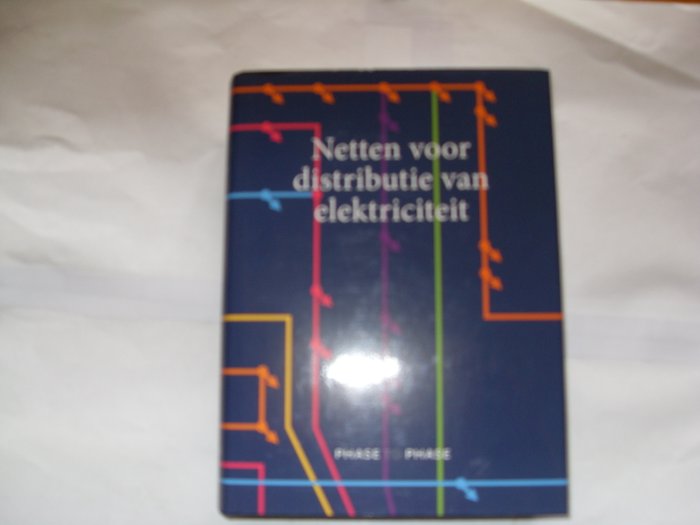 Netten voor
distributie van
elektriciteit
PHASE TO PHASE